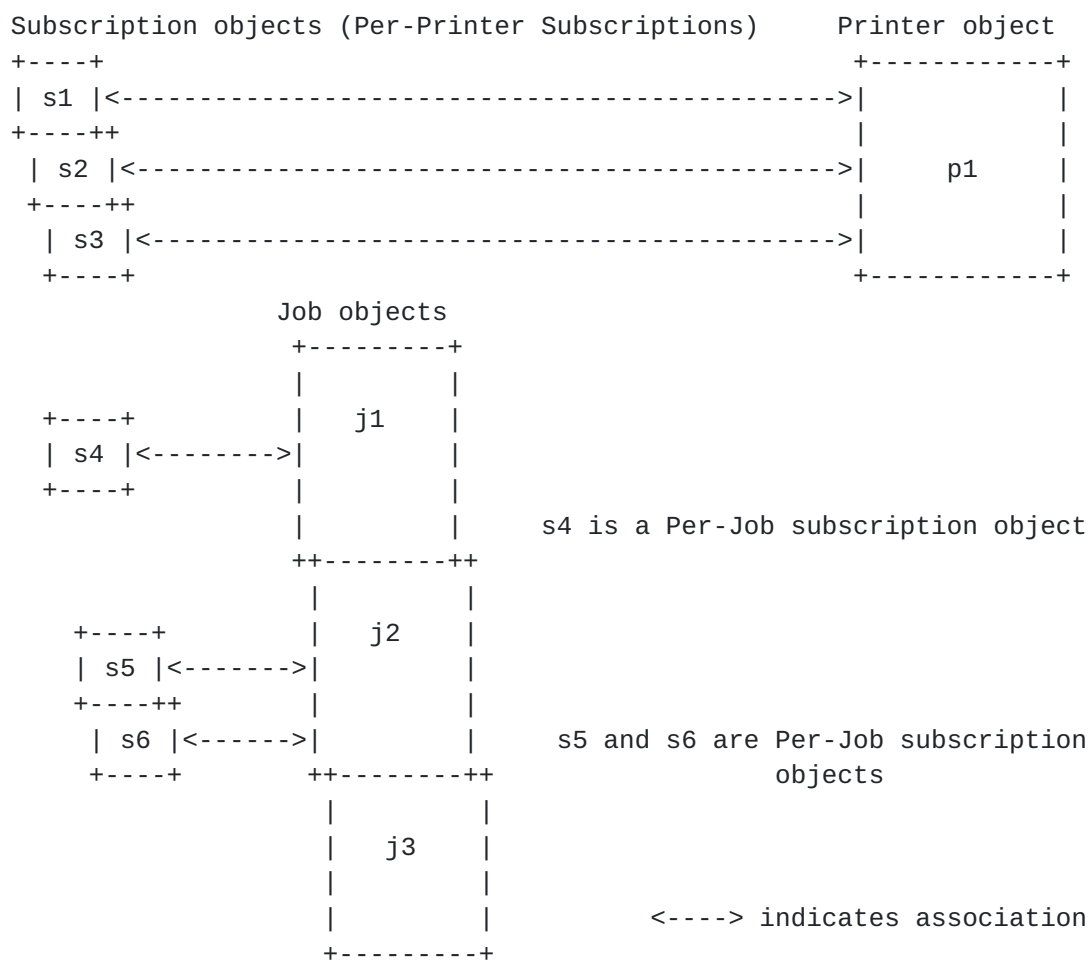 Subscription objects (Per-Printer Subscriptions)     Printer object
+----+                                                +------------+
| s1 |<---------------------------------------------->|            |
+----++                                               |            |
 | s2 |<--------------------------------------------->|     p1     |
 +----++                                              |            |
  | s3 |<-------------------------------------------->|            |
  +----+                                              +------------+
                 Job objects
                  +---------+
                  |         |
  +----+          |   j1    |
  | s4 |<-------->|         |
  +----+          |         |
                  |         |     s4 is a Per-Job subscription object
                  ++--------++
                   |         |
    +----+         |   j2    |
    | s5 |<------->|         |
    +----++        |         |
     | s6 |<------>|         |     s5 and s6 are Per-Job subscription
     +----+        ++--------++                  objects
                    |         |
                    |   j3    |
                    |         |
                    |         |          <----> indicates association
                    +---------+